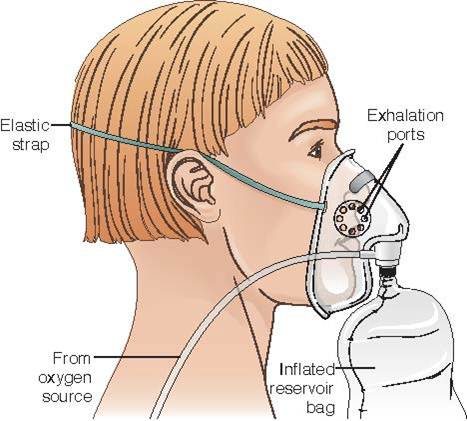 Elastic
strap
Exhalation
ports
From
oxygen
source
Inflated
reservoir
bag